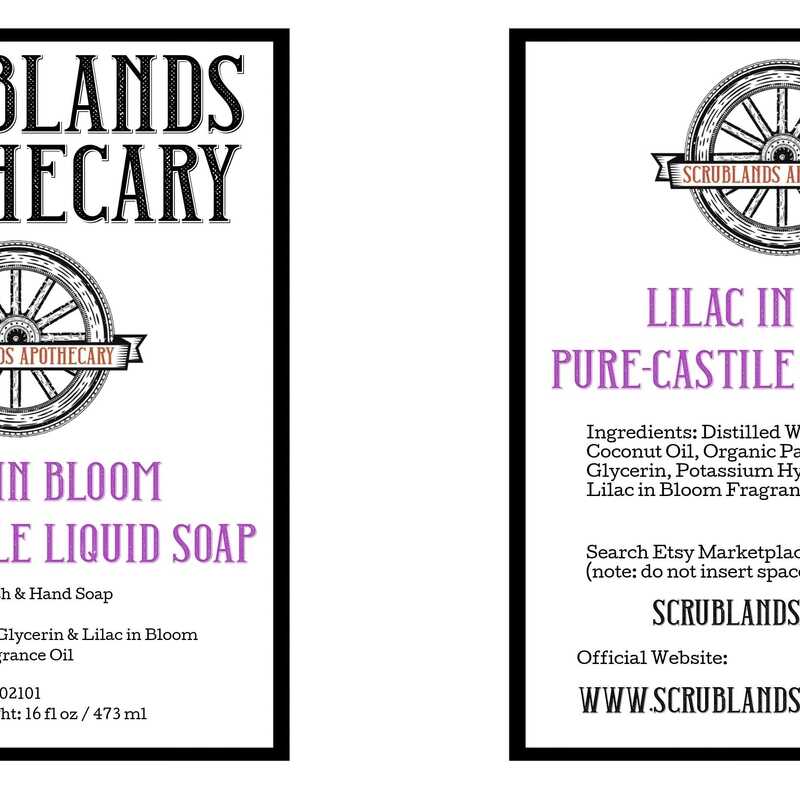 BLANDS
HECARY
DS APOTHECARY
IN BLOOM
LE LIQUID SOAP
h & Hand Soap
Glycerin & Lilac in Bloom
grance Oil
02101
ht: 16 fl oz / 473 ml
SCRUBLANDS A
LILAC IN
PURE-CASTILE
Ingredients: Distilled W
Coconut Oil, Organic Pa
Glycerin, Potassium Hy
Lilac in Bloom Fragran
Search Etsy Marketplac
(note: do not insert space
SCRUBLANDS
Official Website:
WWW.SCRUBLANDS